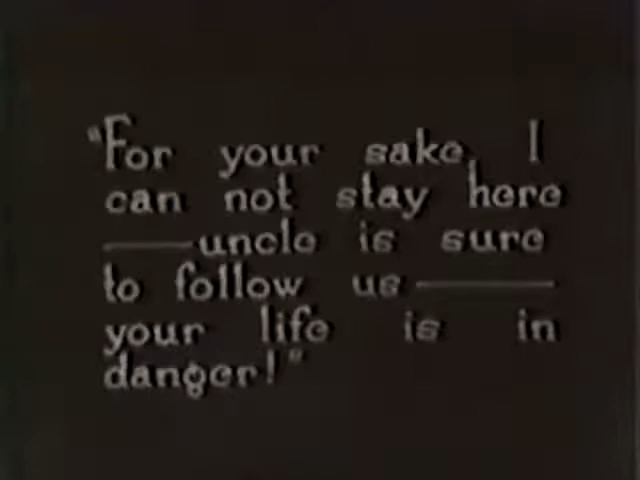 "For your sake, I
can not stay here
——uncle is sure
to follow us——
your life is in
danger!"